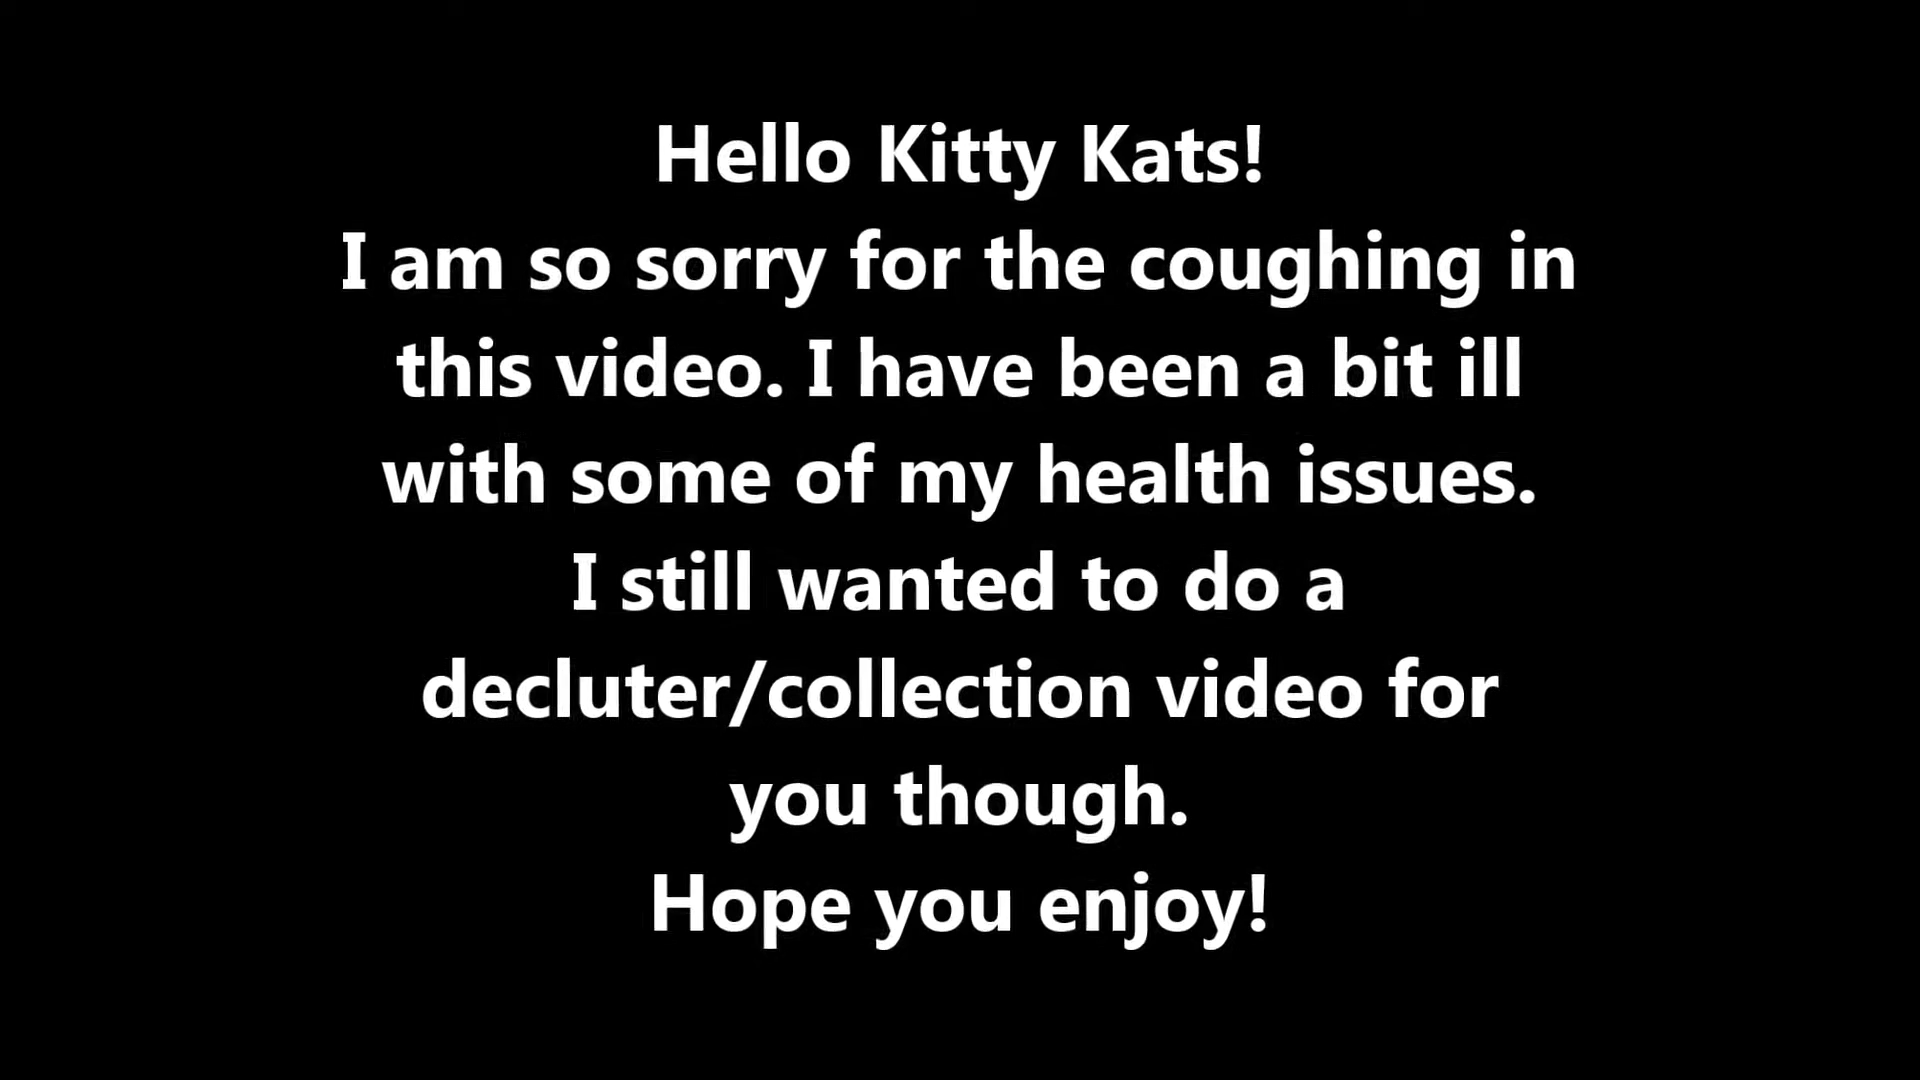 Hello Kitty Kats!
I am so sorry for the coughing in
this video. I have been a bit ill
with some of my health issues.
I still wanted to do a
decluter/collection video for
you though.
Hope you enjoy!